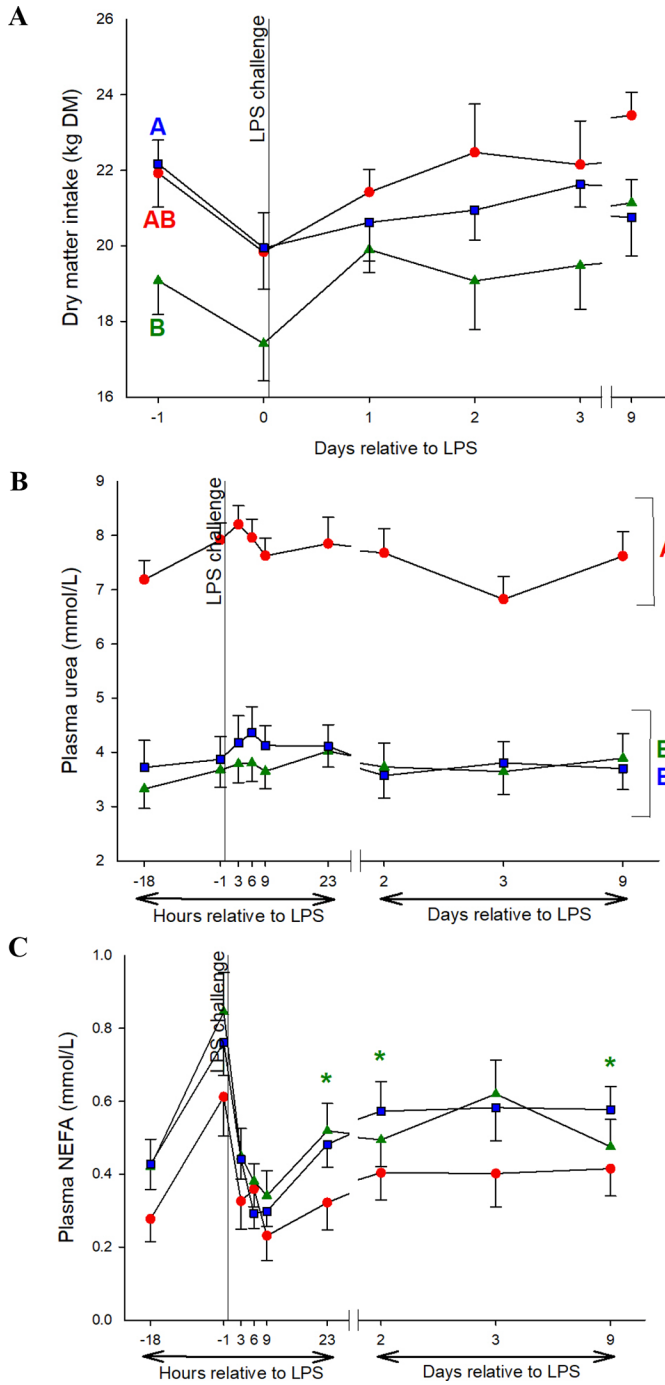 A
26
24
22
20
18
16
Dry matter intake (kg DM)
LPS challenge
A
AB
B
-1
0
1
2
3
9
Days relative to LPS
B
9
8
7
6
5
4
3
2
Plasma urea (mmol/L)
LPS challenge
A
B
B
-18
-1
3
6
9
23
2
3
9
Hours relative to LPS
Days relative to LPS
C
1.0
0.8
0.6
0.4
0.2
0.0
Plasma NEFA (mmol/L)
LPS challenge
*
*
*
-18
-1
3
6
9
23
2
3
9
Hours relative to LPS
Days relative to LPS